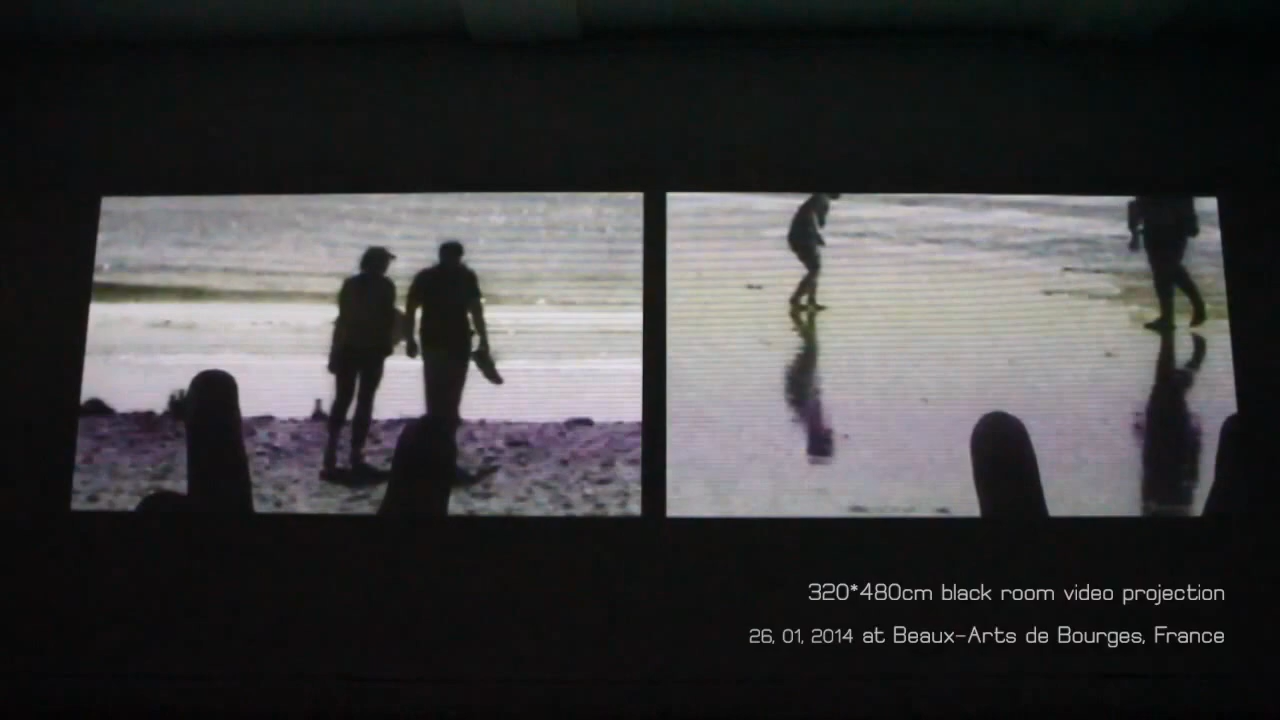 320*480cm black room video projection
26, 01, 2014 at Beaux-Arts de Bourges, France